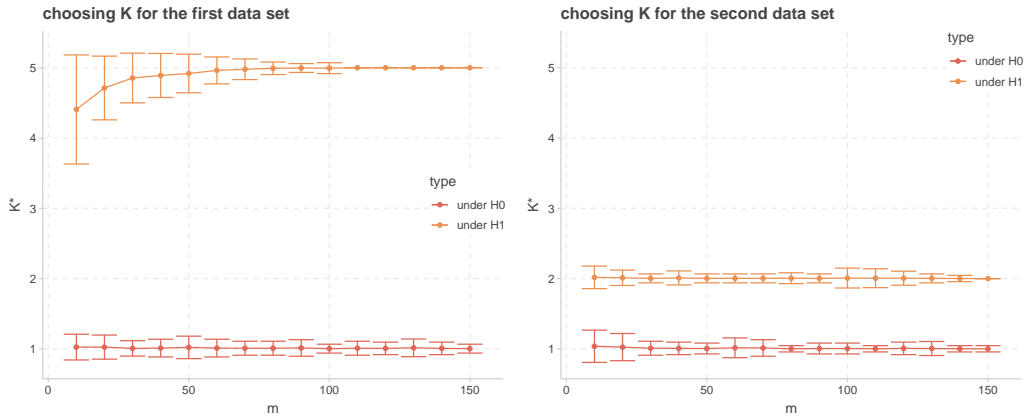 choosing K for the first data set
5
4
3
2
1
K*
0
50
100
150
m
type
under H0
under H1
choosing K for the second data set
5
4
3
2
1
K*
0
50
100
150
m
type
under H0
under H1